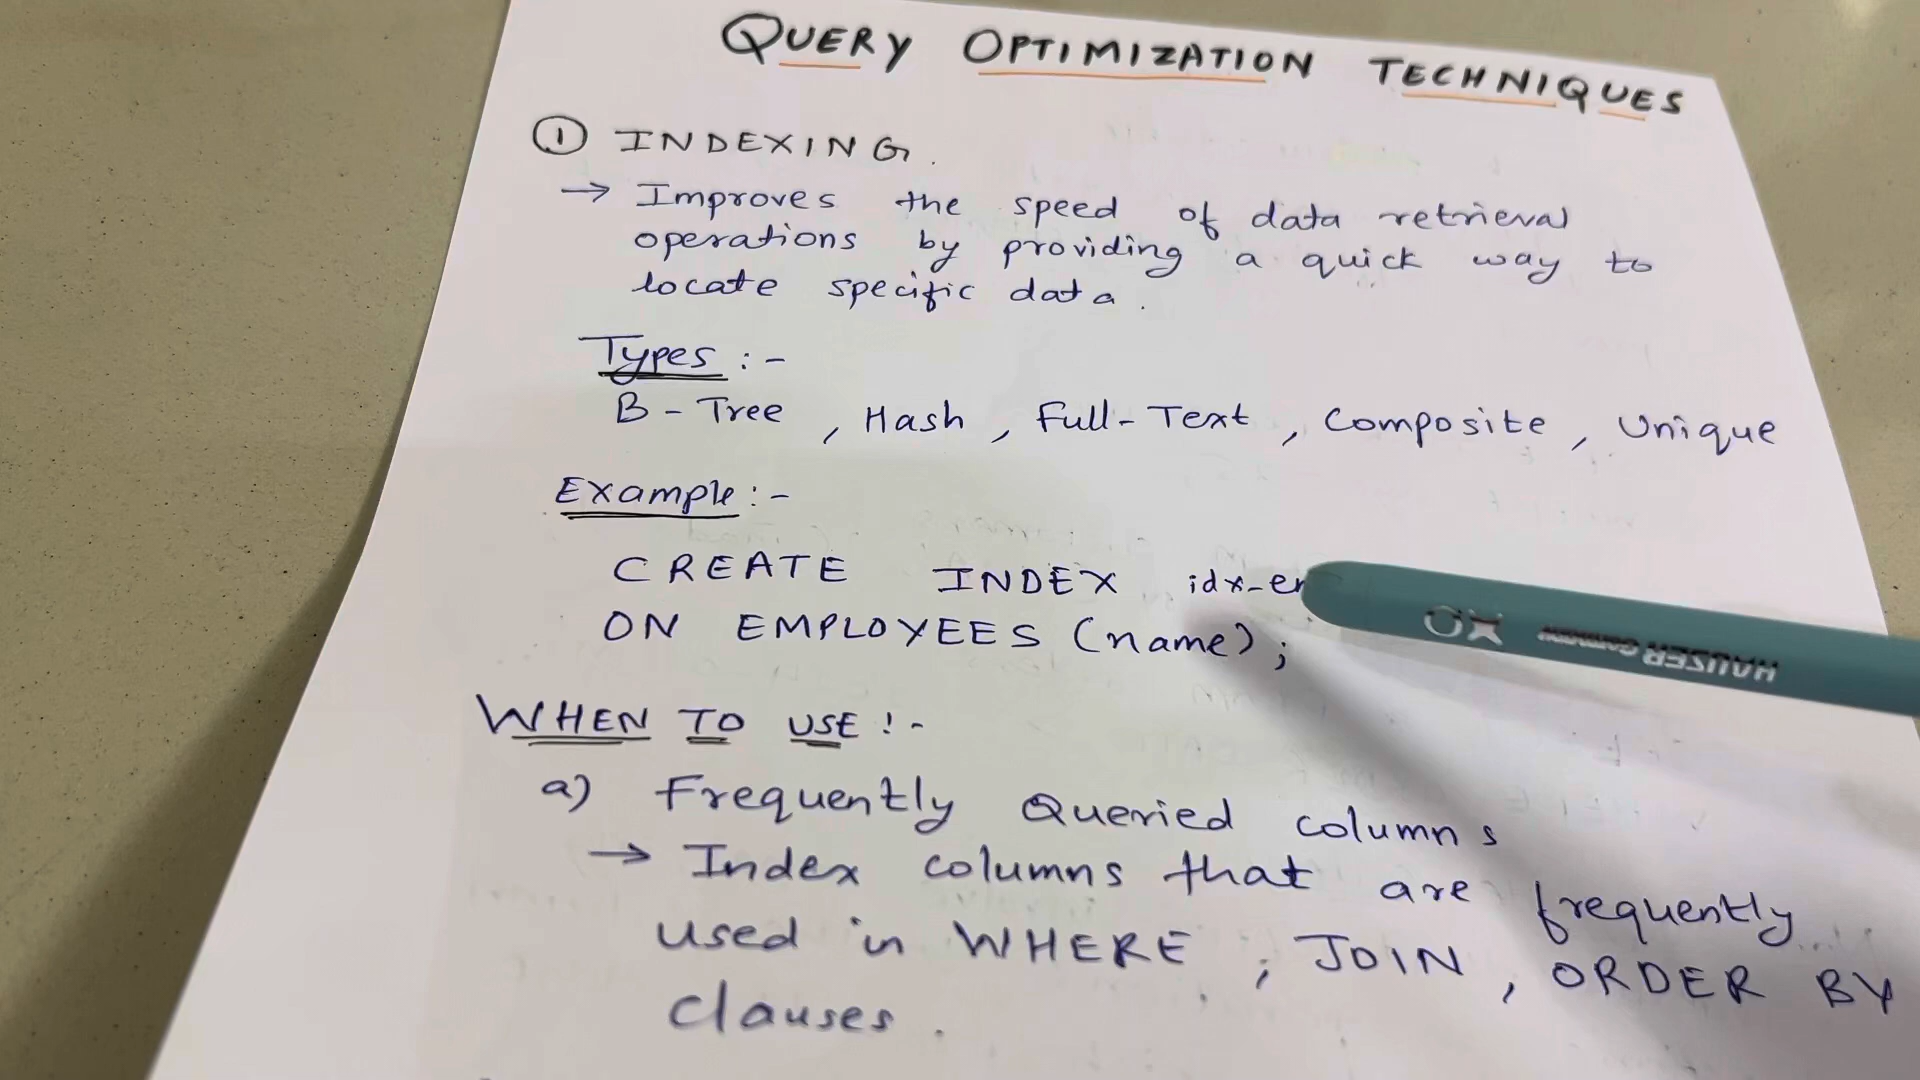 QUERY OPTIMIZATION TECHNIQUES
① INDEXING.
→ Improves the speed of data retrieval
operations by providing a quick way to
locate specific data.
Types :-
B-Tree, Hash, Full-Text, Composite, Unique
Example :-
CREATE INDEX
ON EMPLOYEES (name);
WHEN TO USE :-
a) Frequently Queried columns
→ Index columns that are frequently
used in WHERE, JOIN, ORDER BY
clauses.
HAUSER
XO